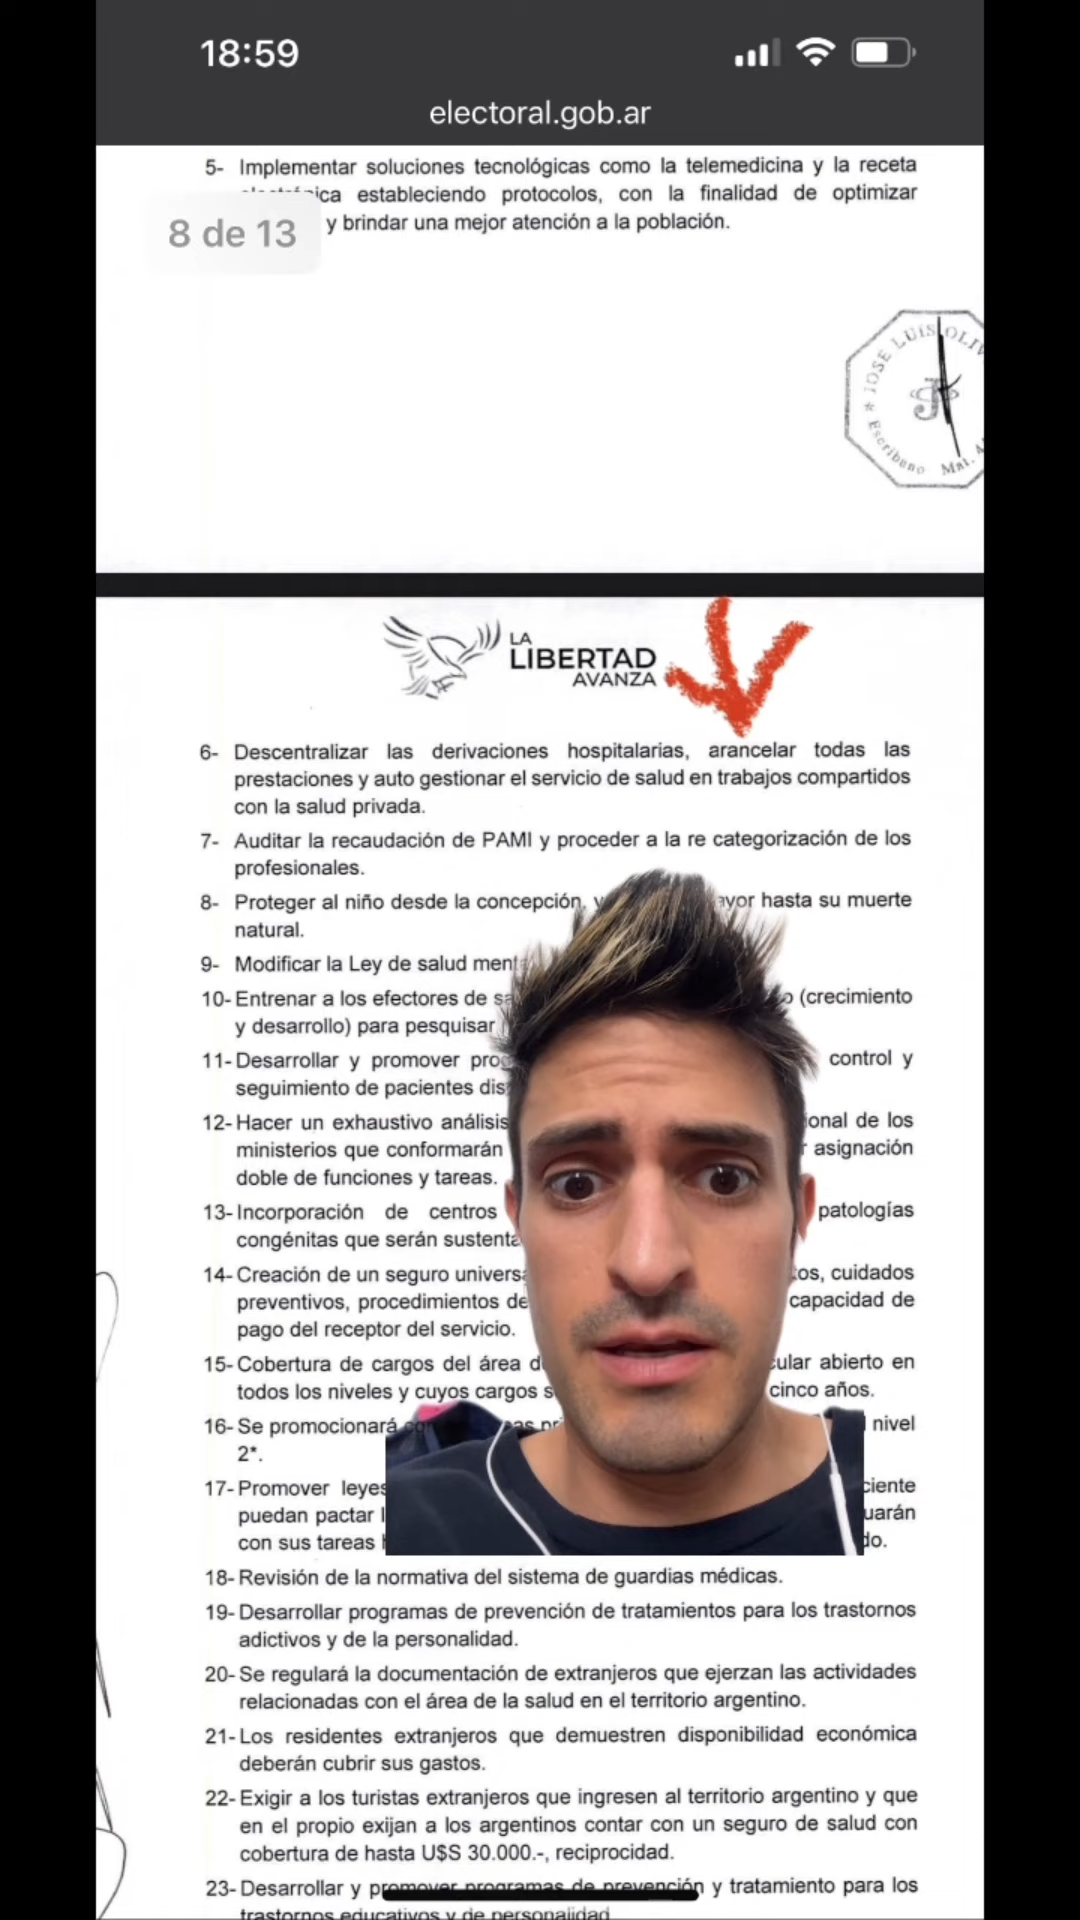 18:59
electoral.gob.ar
5- Implementar soluciones tecnológicas como la telemedicina y la receta
estableciendo protocolos, con la finalidad de optimizar
8 de 13
y brindar una mejor atención a la población.
JOSE LUIS
Escribano Mat.
LA
LIBERTAD
AVANZA
6- Descentralizar las derivaciones hospitalarias, arancelar todas las
prestaciones y auto gestionar el servicio de salud en trabajos compartidos
con la salud privada.
7- Auditar la recaudación de PAMI y proceder a la re categorización de los
profesionales.
8- Proteger al niño desde la concepción, hasta su muerte
natural.
9- Modificar la Ley de salud
10- Entrenar a los efectores de (crecimiento
y desarrollo) para pesquisar
11- Desarrollar y promover control y
seguimiento de pacientes
12- Hacer un exhaustivo análisis de los
ministerios que conformarán asignación
doble de funciones y tareas.
13- Incorporación de centros patologías
congénitas que serán
14- Creación de un seguro cuidados
preventivos, procedimientos capacidad de
pago del receptor del servicio.
15- Cobertura de cargos del área abierto en
todos los niveles y cuyos cargos cinco años.
16- Se promocionará nivel
2*.
17- Promover leyes
puedan pactar
con sus tareas
18- Revisión de la normativa del sistema de guardias médicas.
19- Desarrollar programas de prevención de tratamientos para los trastornos
adictivos y de la personalidad.
20- Se regulará la documentación de extranjeros que ejerzan las actividades
relacionadas con el área de la salud en el territorio argentino.
21- Los residentes extranjeros que demuestren disponibilidad económica
deberán cubrir sus gastos.
22- Exigir a los turistas extranjeros que ingresen al territorio argentino y que
en el propio exijan a los argentinos contar con un seguro de salud con
cobertura de hasta U$S 30.000.-, reciprocidad.
23- Desarrollar y promover programas de prevención y tratamiento para los
trastornos educativos y de personalidad